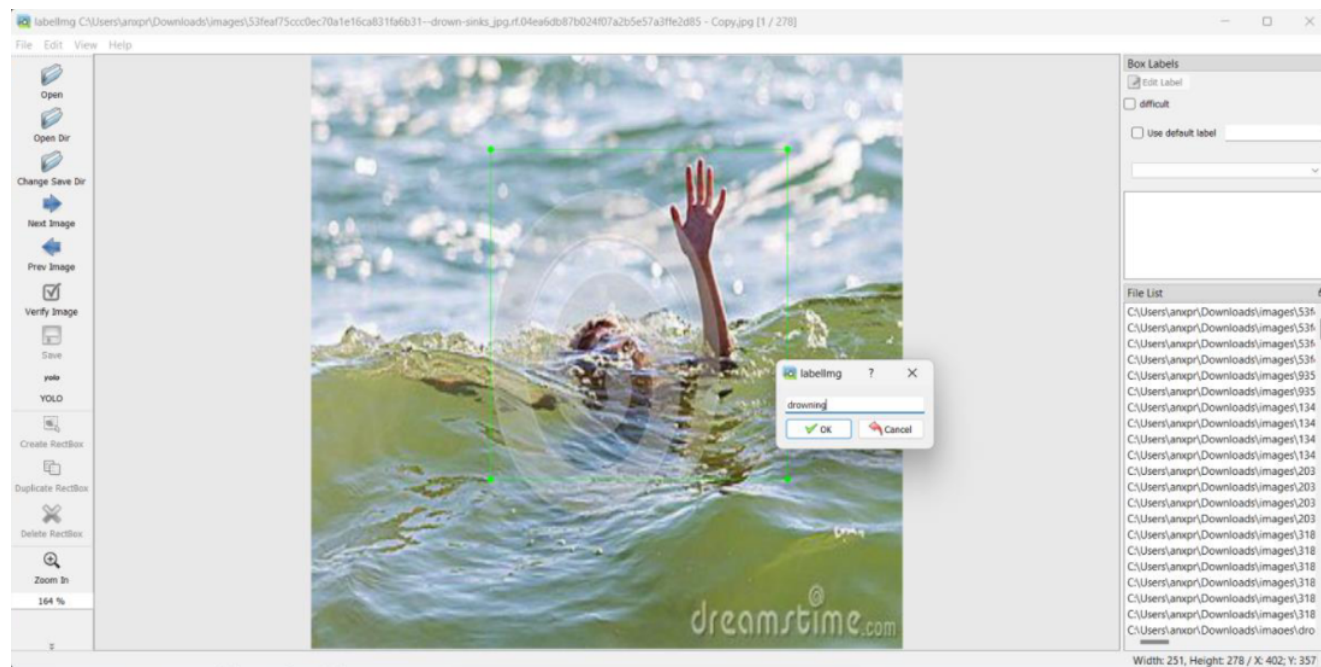 labelImg C:\Users\anxpr\Downloads\images\53feaf75ccc0ec70a1e16ca831fa6b31--drown-sinks_jpg.rf.04ea6db87b024f07a2b5e57a3ffe2d85 - Copy.jpg [1 / 278]
File Edit View Help
Open
Open Dir
Change Save Dir
Next Image
Prev Image
Verify Image
Save
yolo
YOLO
Create RectBox
Duplicate RectBox
Delete RectBox
Zoom In
164 %
labelImg ?
drowning
OK Cancel
dreamstime.com
Box Labels
Edit Label
difficult
Use default label
File List
C:\Users\anxpr\Downloads\images\53f
C:\Users\anxpr\Downloads\images\53f
C:\Users\anxpr\Downloads\images\53f
C:\Users\anxpr\Downloads\images\53f
C:\Users\anxpr\Downloads\images\935
C:\Users\anxpr\Downloads\images\935
C:\Users\anxpr\Downloads\images\134
C:\Users\anxpr\Downloads\images\134
C:\Users\anxpr\Downloads\images\134
C:\Users\anxpr\Downloads\images\134
C:\Users\anxpr\Downloads\images\203
C:\Users\anxpr\Downloads\images\203
C:\Users\anxpr\Downloads\images\203
C:\Users\anxpr\Downloads\images\203
C:\Users\anxpr\Downloads\images\318
C:\Users\anxpr\Downloads\images\318
C:\Users\anxpr\Downloads\images\318
C:\Users\anxpr\Downloads\images\318
C:\Users\anxpr\Downloads\images\318
C:\Users\anxpr\Downloads\images\318
C:\Users\anxpr\Downloads\images\dro
Width: 251, Height: 278 / X: 402; Y: 357